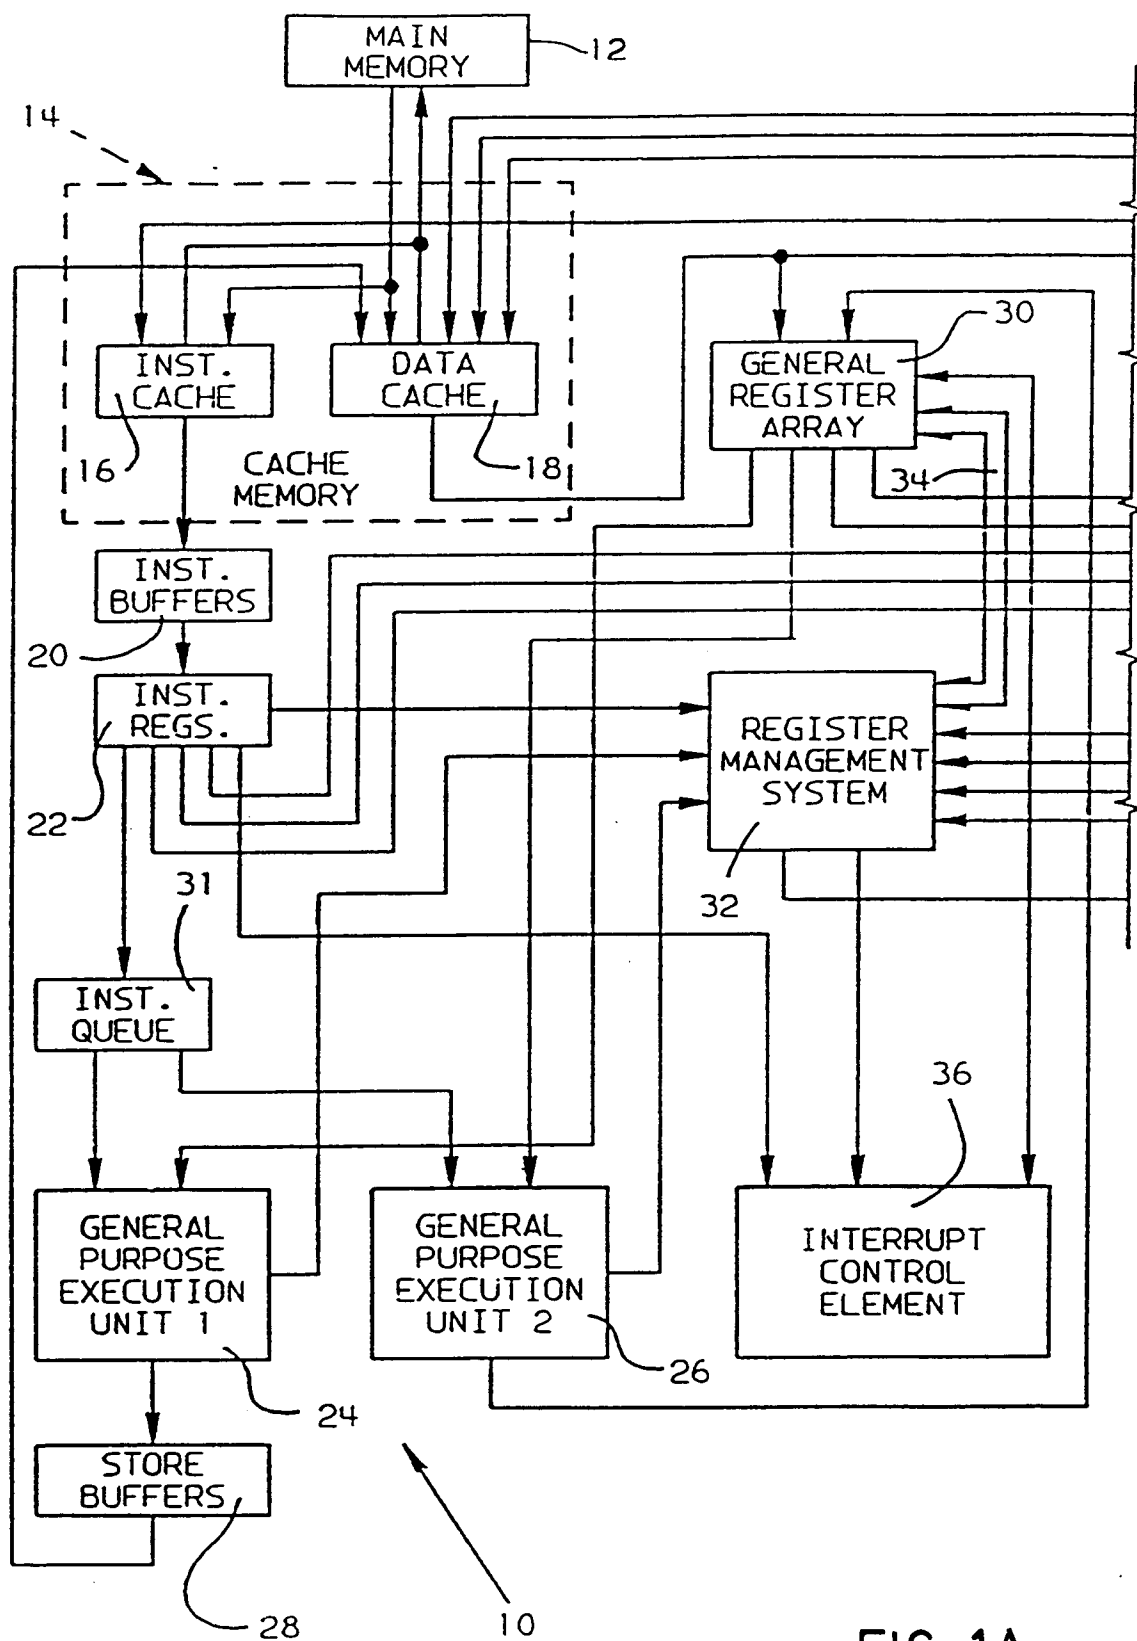 MAIN
MEMORY
12
14
30
GENERAL
REGISTER
ARRAY
INST.
CACHE
DATA
CACHE
16
18
34
CACHE
MEMORY
INST.
BUFFERS
20
INST.
REGS.
22
REGISTER
MANAGEMENT
SYSTEM
32
31
INST.
QUEUE
36
GENERAL
PURPOSE
EXECUTION
UNIT 1
GENERAL
PURPOSE
EXECUTION
UNIT 2
INTERRUPT
CONTROL
ELEMENT
24
26
STORE
BUFFERS
28
10
FIG. 1A